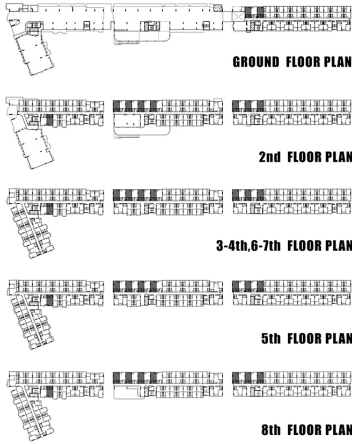 GROUND FLOOR PLAN
2nd FLOOR PLAN
3-4th,6-7th FLOOR PLAN
5th FLOOR PLAN
8th FLOOR PLAN